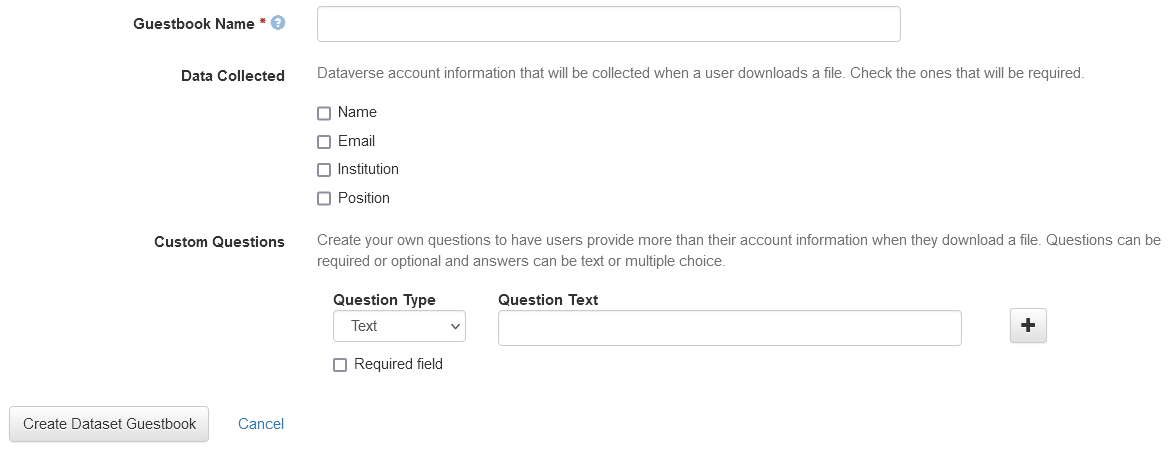 Guestbook Name *
Data Collected
Dataverse account information that will be collected when a user downloads a file. Check the ones that will be required.
Name
Email
Institution
Position
Custom Questions
Create your own questions to have users provide more than their account information when they download a file. Questions can be
required or optional and answers can be text or multiple choice.
Question Type
Question Text
Text
Required field
Create Dataset Guestbook
Cancel